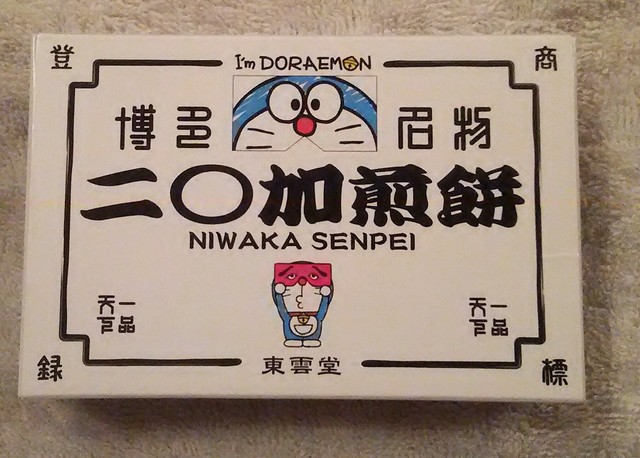 登 商
I'm DORAEMON
博多 名物
二〇加煎餅
NIWAKA SENPEI
天下一品 天下一品
録 標
東雲堂